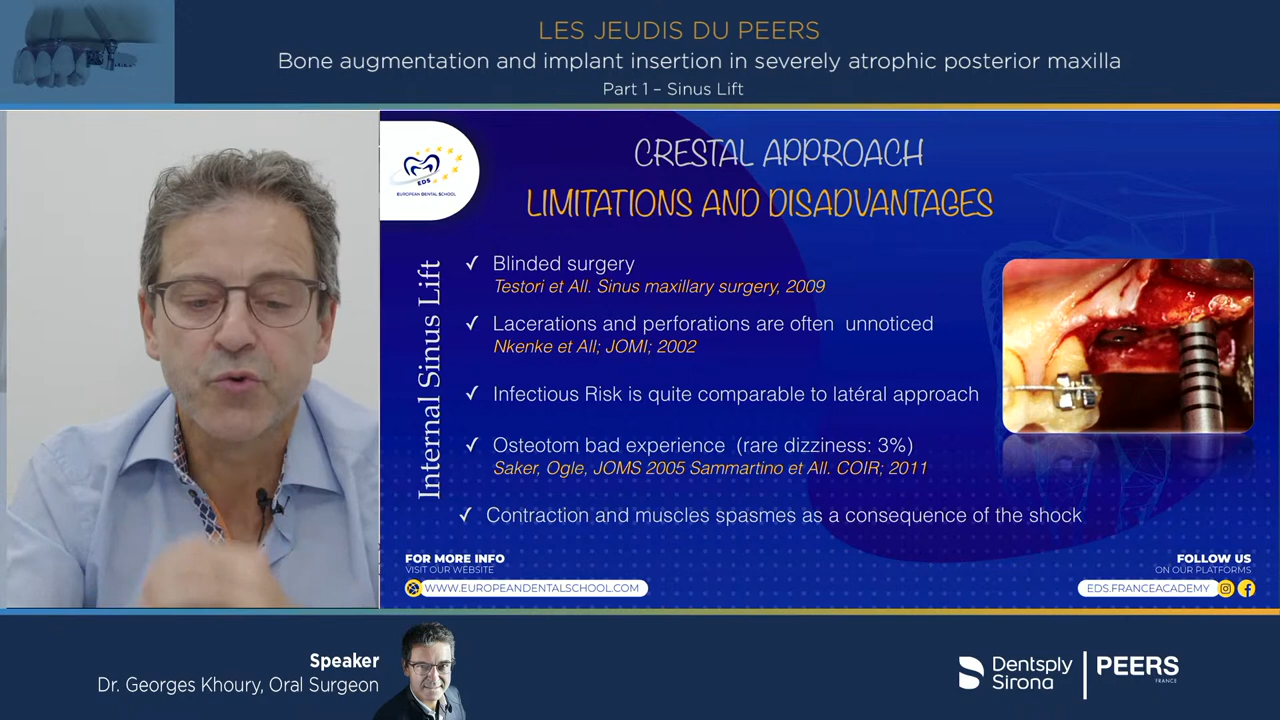 LES JEUDIS DU PEERS
Bone augmentation and implant insertion in severely atrophic posterior maxilla
Part 1 – Sinus Lift
EDS
EUROPEAN DENTAL SCHOOL
CRESTAL APPROACH
LIMITATIONS AND DISADVANTAGES
Internal Sinus Lift
✓ Blinded surgery
Testori et All. Sinus maxillary surgery, 2009
✓ Lacerations and perforations are often unnoticed
Nkenke et All; JOMI; 2002
✓ Infectious Risk is quite comparable to latéral approach
✓ Osteotom bad experience (rare dizziness: 3%)
Saker, Ogle, JOMS 2005 Sammartino et All. COIR; 2011
✓ Contraction and muscles spasmes as a consequence of the shock
FOR MORE INFO
VISIT OUR WEBSITE
WWW.EUROPEANDENTALSCHOOL.COM
FOLLOW US
ON OUR PLATFORMS
EDS.FRANCEACADEMY
Speaker
Dr. Georges Khoury, Oral Surgeon
Dentsply
Sirona
PEERS
FRANCE